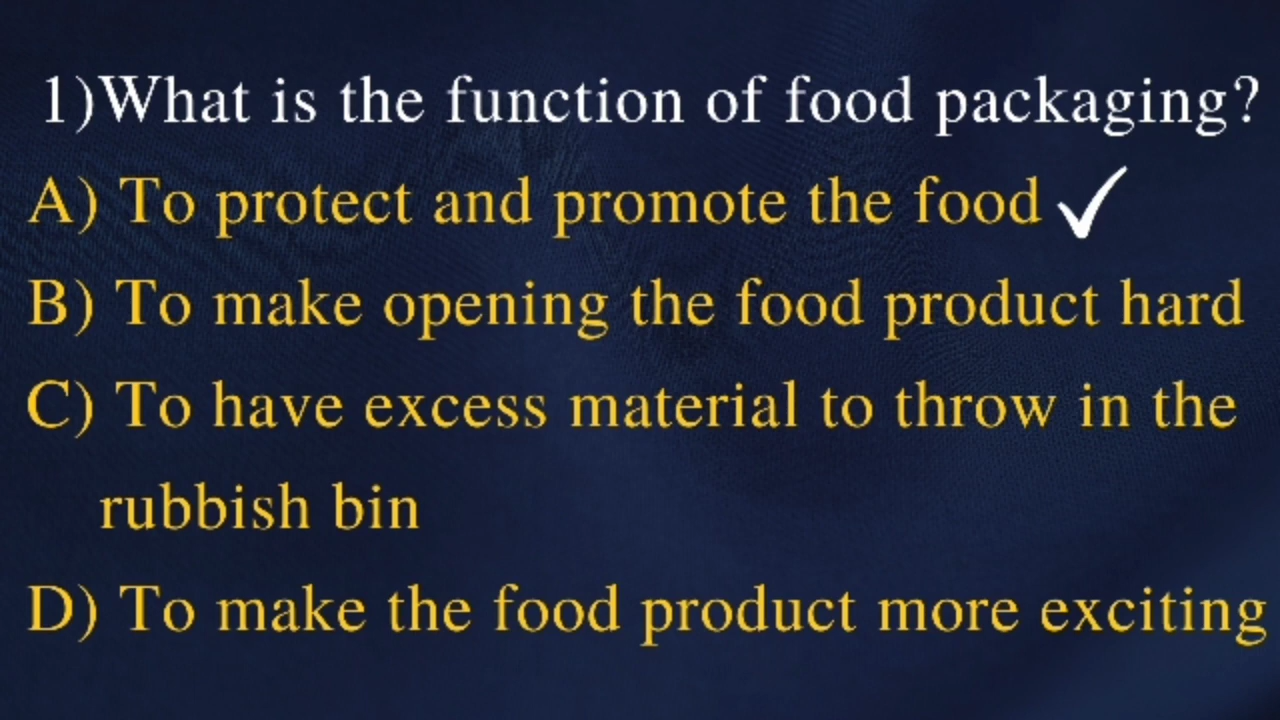 1)What is the function of food packaging?
A) To protect and promote the food ✓
B) To make opening the food product hard
C) To have excess material to throw in the
rubbish bin
D) To make the food product more exciting